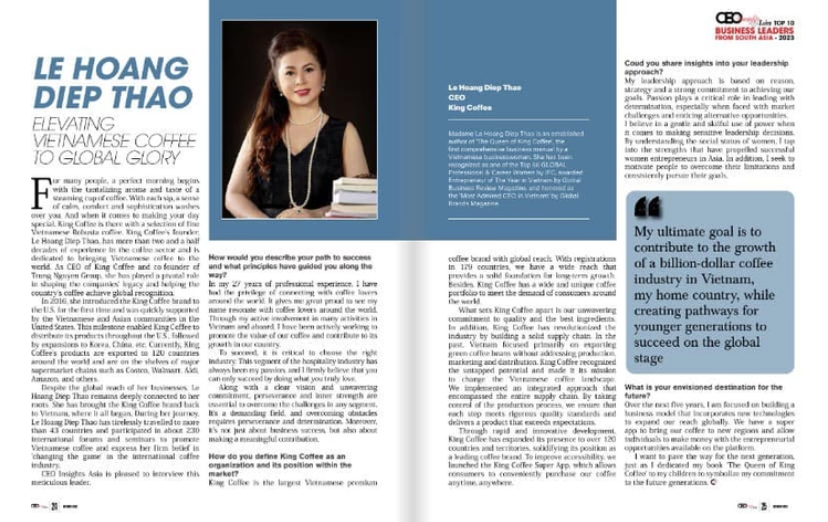 LE HOANG
DIEP THAO
ELEVATING
VIETNAMESE COFFEE
TO GLOBAL GLORY
For many people, a perfect morning begins
with the tantalizing aroma and taste of a
steaming cup of coffee. With each sip, a sense
of calm, comfort and sophistication washes
over you. And when it comes to making your day
special, King Coffee is there with a selection of fine
Vietnamese Robusta coffee. King Coffee's founder,
Le Hoang Diep Thao, has more than two and a half
decades of experience in the coffee sector and is
dedicated to bringing Vietnamese coffee to the
world. As CEO of King Coffee and co-founder of
Trung Nguyen Group, she has played a pivotal role
in shaping the companies' legacy and helping the
country's coffee achieve global recognition.
In 2016, she introduced the King Coffee brand to
the U.S. for the first time and was quickly supported
by the Vietnamese and Asian communities in the
United States. This milestone enabled King Coffee to
distribute its products throughout the U.S., followed
by expansions to Korea, China, etc. Currently, King
Coffee's products are exported to 120 countries
around the world and are on the shelves of major
supermarket chains such as Costco, Walmart, Aldi,
Amazon, and others.
Despite the global reach of her businesses, Le
Hoang Diep Thao remains deeply connected to her
roots. She has brought the King Coffee brand back
to Vietnam, where it all began. During her journey,
Le Hoang Diep Thao has tirelessly travelled to more
than 43 countries and participated in about 230
international forums and seminars to promote
Vietnamese coffee and express her firm belief in
'changing the game' in the international coffee
industry.
CEO Insights Asia is pleased to interview this
meticulous leader.
How would you describe your path to success
and what principles have guided you along the
way?
In my 27 years of professional experience, I have
had the privilege of connecting with coffee lovers
around the world. It gives me great proud to see my
name resonate with coffee lovers around the world.
Through my active involvement in many activities in
Vietnam and aboard, I have been actively working to
promote the value of our coffee and contribute to its
growth in our country.
To succeed, it is critical to choose the right
industry. This segment of the hospitality industry has
always been my passion, and I firmly believe that you
can only succeed by doing what you truly love.
Along with a clear vision and unwavering
commitment, perseverance and inner strength are
essential to overcome the challenges in any segment.
It's a demanding field, and overcoming obstacles
requires perseverance and determination. Moreover,
it's not just about business success, but also about
making a meaningful contribution.
How do you define King Coffee as an
organization and its position within the
market?
King Coffee is the largest Vietnamese premium
Le Hoang Diep Thao
CEO
King Coffee
Madame Le Hoang Diep Thao is an established
author of 'The Queen of King Coffee', the
first comprehensive business manual by a
Vietnamese businesswoman. She has been
recognized as one of the Top 50 GLOBAL
Professional & Career Women by IFC, awarded
Entrepreneur of The Year in Vietnam by Global
Business Review Magazine, and honored as
the 'Most Admired CEO in Vietnam' by Global
Brands Magazine.
coffee brand with global reach. With registrations
in 179 countries, we have a wide reach that
provides a solid foundation for long-term growth.
Besides, King Coffee has a wide and unique coffee
portfolio to meet the demand of consumers around
the world.
What sets King Coffee apart is our unwavering
commitment to quality and the best ingredients.
In addition, King Coffee has revolutionized the
industry by building a solid supply chain. In the
past, Vietnam focused primarily on exporting
green coffee beans without addressing production,
marketing and distribution. King Coffee recognized
the untapped potential and made it its mission
to change the Vietnamese coffee landscape.
We implemented an integrated approach that
encompassed the entire supply chain. By taking
control of the production process, we ensure that
each step meets rigorous quality standards and
delivers a product that exceeds expectations.
Through rapid and innovative development,
King Coffee has expanded its presence to over 120
countries and territories, solidifying its position as
a leading coffee brand. To improve accessibility, we
launched the King Coffee Super App, which allows
consumers to conveniently purchase our coffee
anytime, anywhere.
CEO Asia TOP 10
BUSINESS LEADERS
FROM SOUTH ASIA - 2023
Coud you share insights into your leadership
approach?
My leadership approach is based on reason,
strategy and a strong commitment to achieving our
goals. Passion plays a critical role in leading with
determination, especially when faced with market
challenges and enticing alternative opportunities.
I believe in a gentle and skilful use of power when
it comes to making sensitive leadership decisions.
By understanding the social status of women, I tap
into the strengths that have propelled successful
women entrepreneurs in Asia. In addition, I seek to
motivate people to overcome their limitations and
consistently pursue their goals.
My ultimate goal is to
contribute to the growth
of a billion-dollar coffee
industry in Vietnam,
my home country, while
creating pathways for
younger generations to
succeed on the global
stage
What is your envisioned destination for the
future?
Over the next five years, I am focused on building a
business model that incorporates new technologies
to expand our reach globally. We have a super
app to bring our coffee to new regions and allow
individuals to make money with the entrepreneurial
opportunities available on the platform.
I want to pave the way for the next generation,
just as I dedicated my book 'The Queen of King
Coffee' to my children to symbolize my commitment
to the future generations.